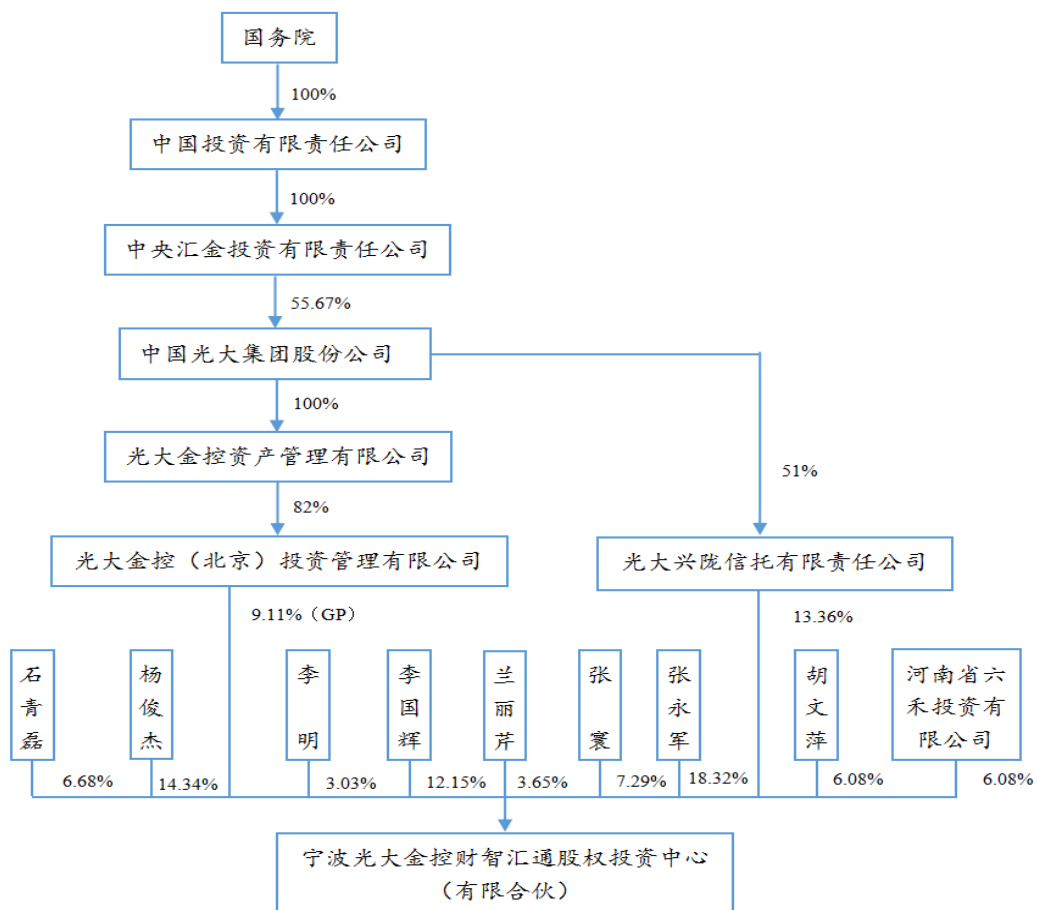 国务院
100%
中国投资有限责任公司
100%
中央汇金投资有限责任公司
55.67%
中国光大集团股份公司
100%
光大金控资产管理有限公司
51%
82%
光大金控（北京）投资管理有限公司
光大兴陇信托有限责任公司
9.11%（GP）
13.36%
石青磊
杨俊杰
李明
李国辉
兰丽芹
张寰
张永军
胡文萍
河南省六
禾投资有
限公司
6.68%
14.34%
3.03%
12.15%
3.65%
7.29%
18.32%
6.08%
6.08%
宁波光大金控财智汇通股权投资中心
（有限合伙）